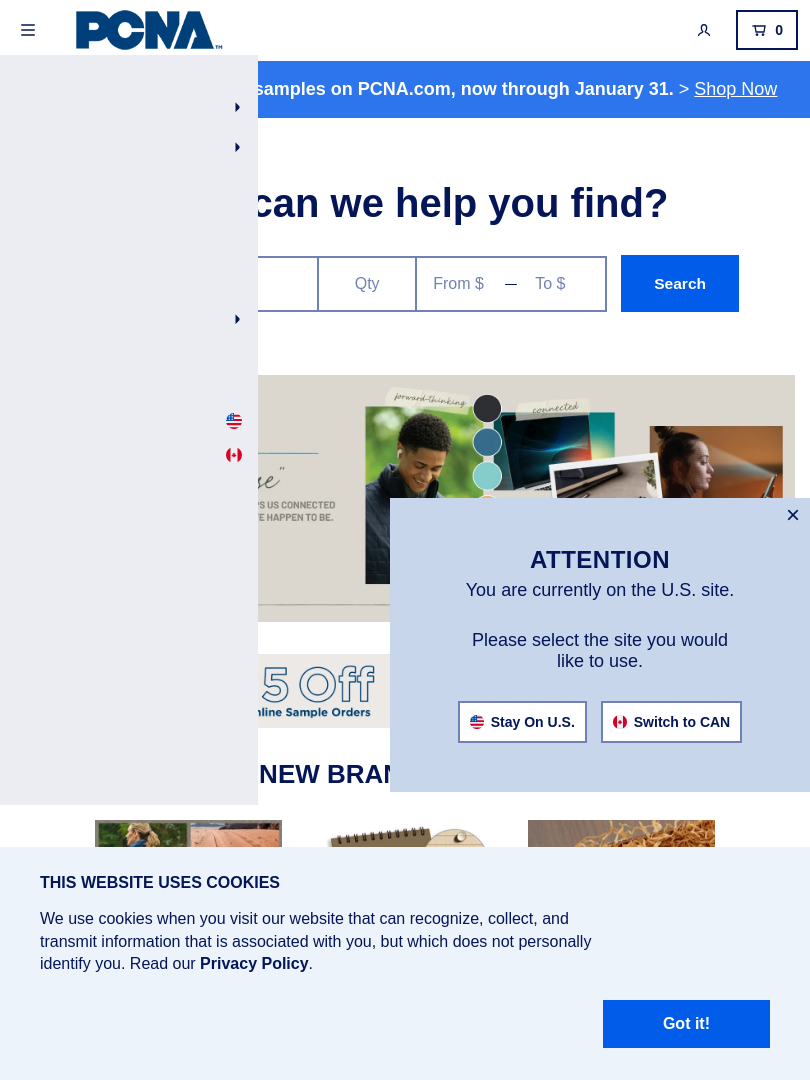 PCNA
TM
0
samples on PCNA.com, now through January 31. > Shop Now
can we help you find?
Qty
From $
To $
Search
forward-thinking
connected
US CONNECTED
HAPPEN TO BE.
ATTENTION
You are currently on the U.S. site.
Please select the site you would
like to use.
Stay On U.S.
Switch to CAN
5 Off
Sample Orders
NEW
THIS WEBSITE USES COOKIES
We use cookies when you visit our website that can recognize, collect, and
transmit information that is associated with you, but which does not personally
identify you. Read our Privacy Policy.
Got it!